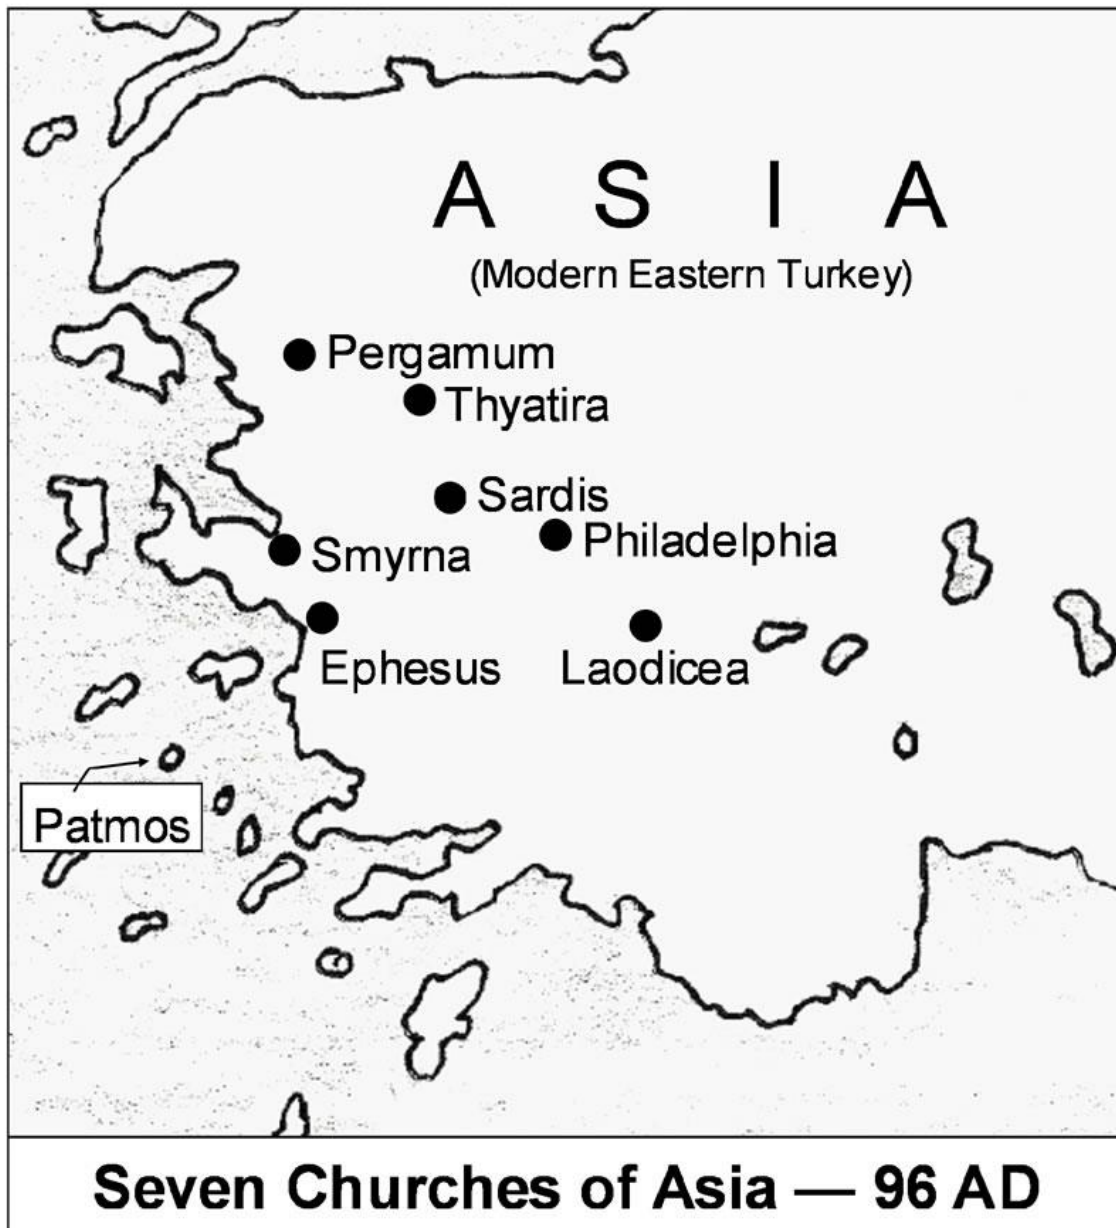 A S I A
(Modern Eastern Turkey)
Pergamum
Thyatira
Sardis
Philadelphia
Smyrna
Ephesus
Laodicea
Patmos
Seven Churches of Asia — 96 AD